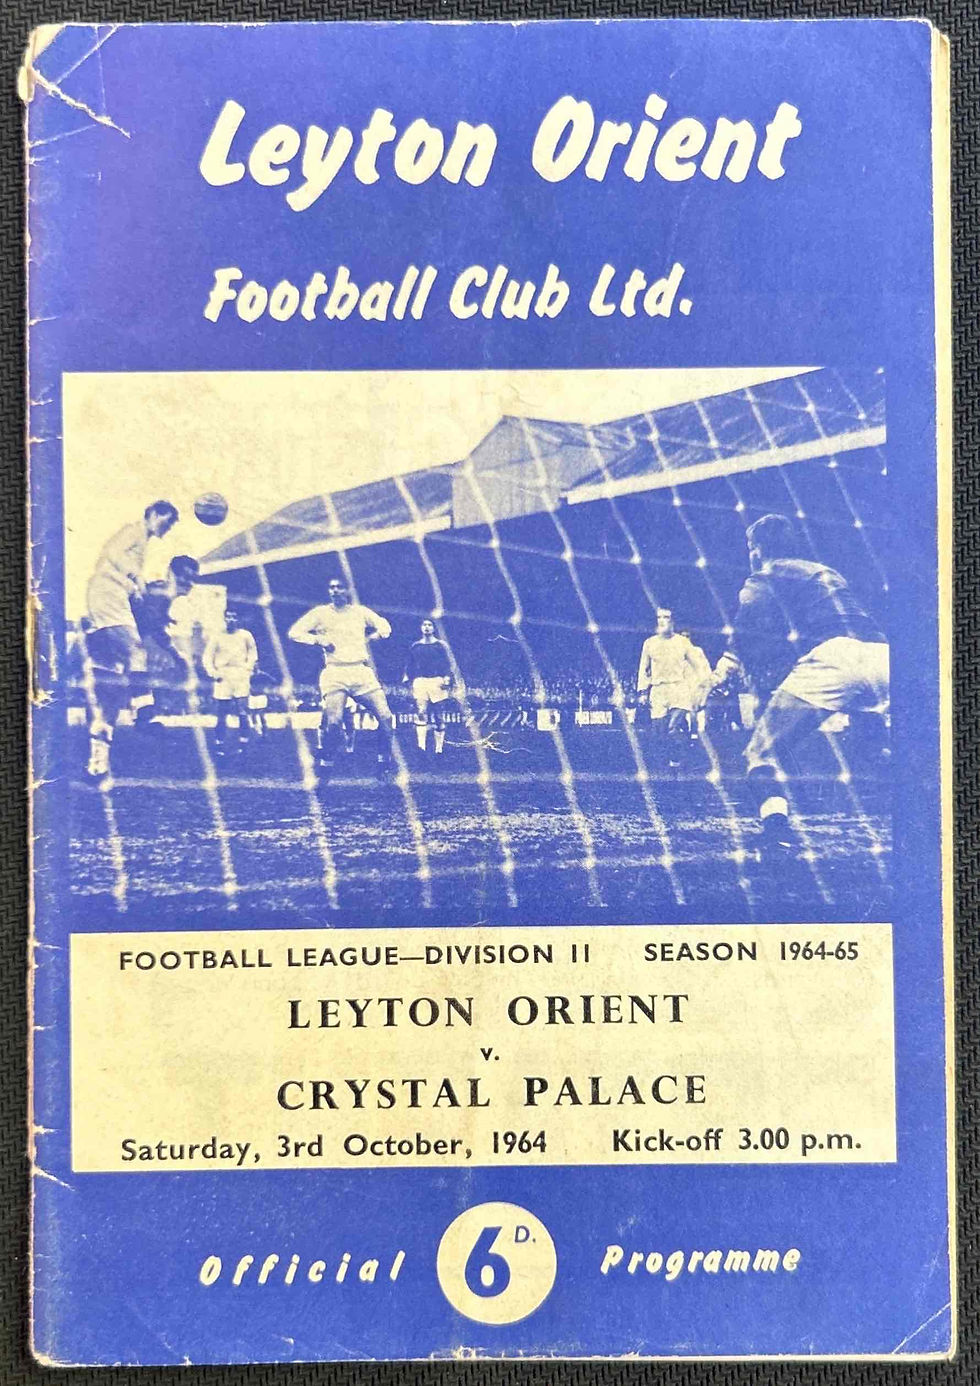 Leyton Orient
Football Club Ltd.
FOOTBALL LEAGUE—DIVISION II SEASON 1964-65
LEYTON ORIENT
v.
CRYSTAL PALACE
Saturday, 3rd October, 1964 Kick-off 3.00 p.m.
Official 6D. Programme